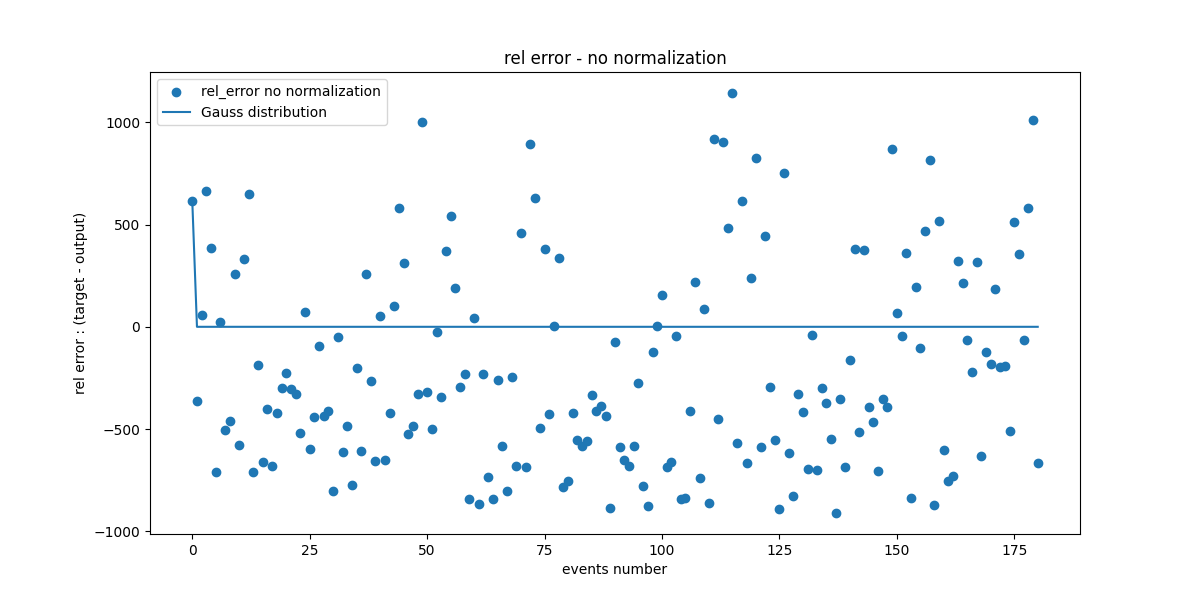 rel error - no normalization
rel_error no normalization
Gauss distribution
rel error : (target - output)
1000
500
0
−500
−1000
0 25 50 75 100 125 150 175
events number